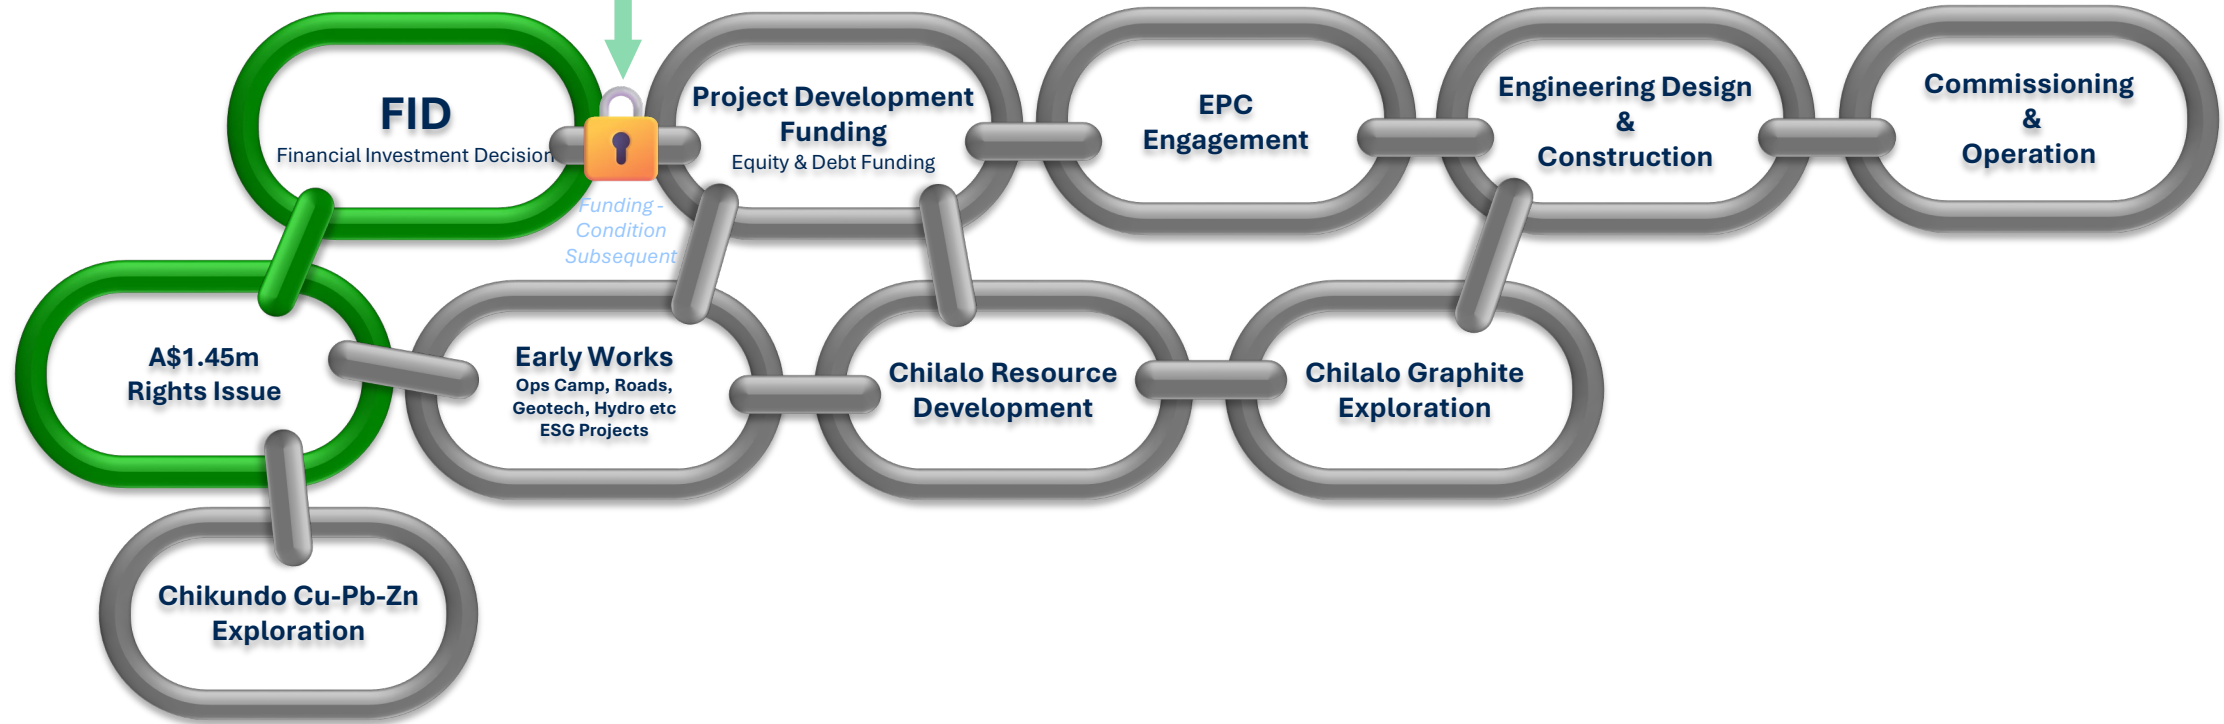 FID
Financial Investment Decision
Funding -
Condition
Subsequent
Project Development
Funding
Equity & Debt Funding
EPC
Engagement
Engineering Design
&
Construction
Commissioning
&
Operation
A$1.45m
Rights Issue
Early Works
Ops Camp, Roads,
Geotech, Hydro etc
ESG Projects
Chilalo Resource
Development
Chilalo Graphite
Exploration
Chikundo Cu-Pb-Zn
Exploration